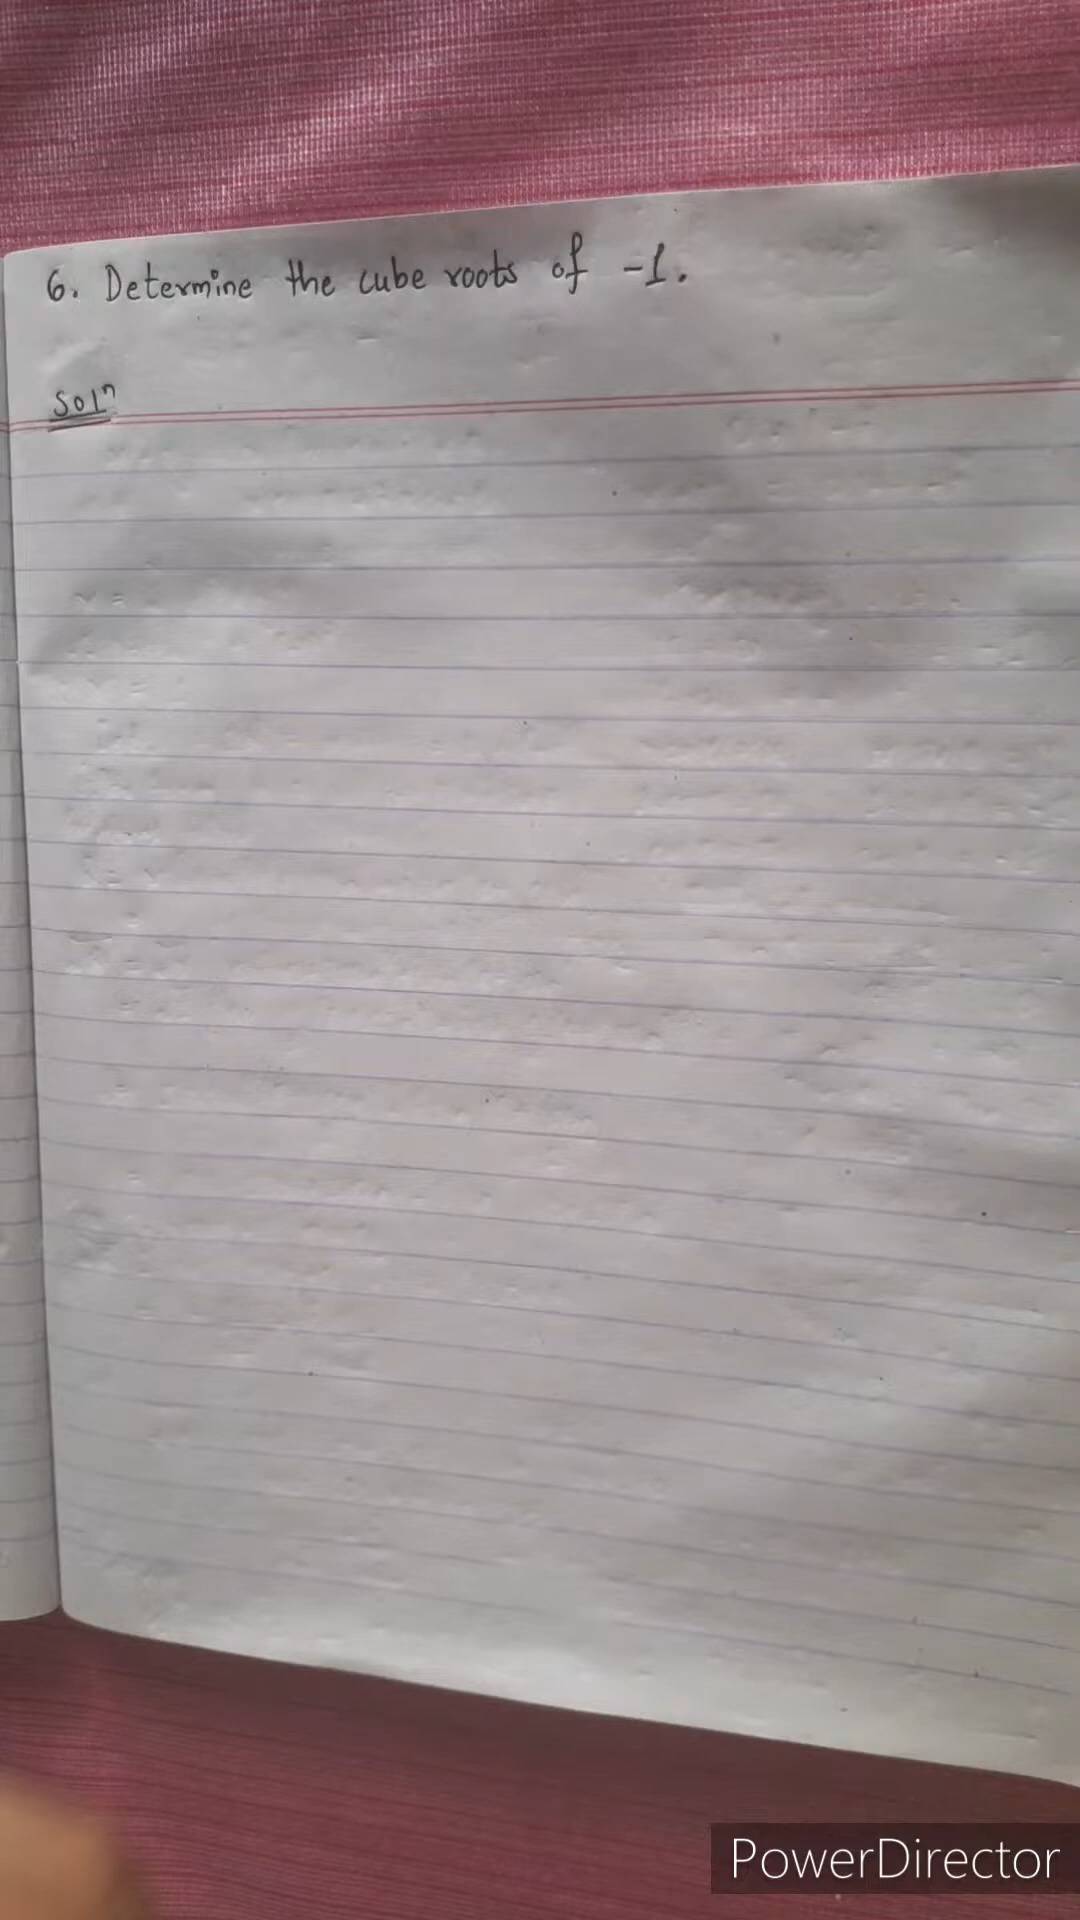 6. Determine the cube roots of -1.
Solⁿ
PowerDirector